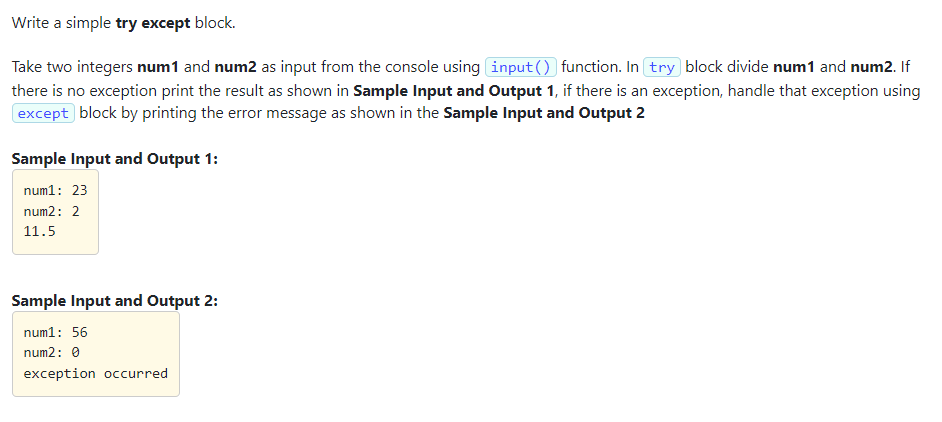 Write a simple try except block.
Take two integers num1 and num2 as input from the console using input() function. In try block divide num1 and num2. If
there is no exception print the result as shown in Sample Input and Output 1, if there is an exception, handle that exception using
except block by printing the error message as shown in the Sample Input and Output 2
Sample Input and Output 1:
num1: 23
num2: 2
11.5
Sample Input and Output 2:
num1: 56
num2: 0
exception occurred